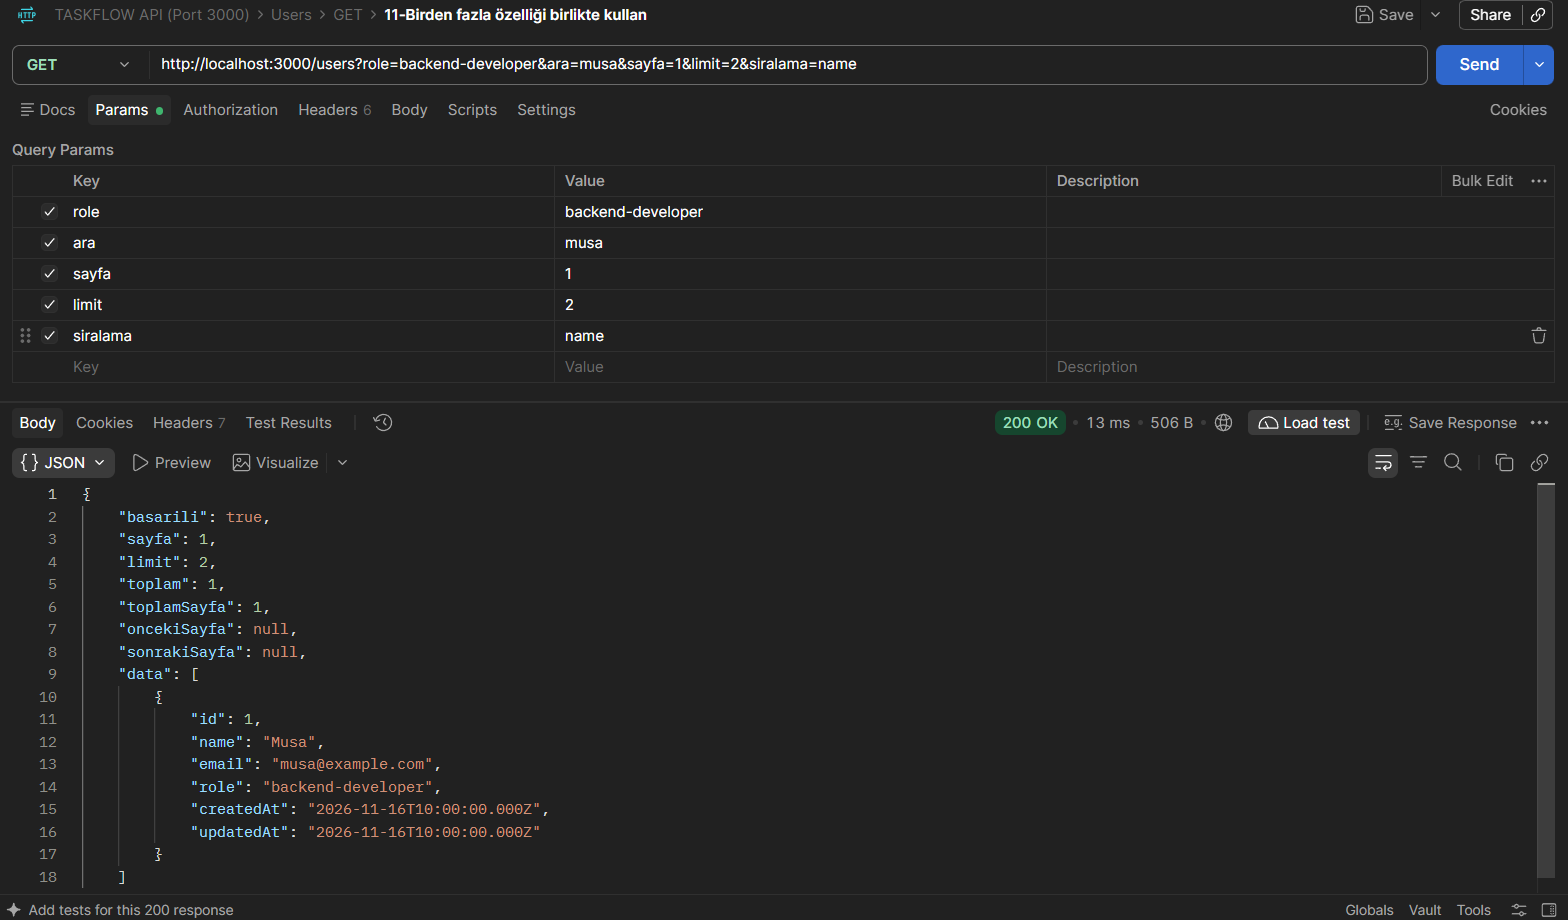 HTTP TASKFLOW API (Port 3000) > Users > GET > 11-Birden fazla özelliği birlikte kullan Save Share
GET http://localhost:3000/users?role=backend-developer&ara=musa&sayfa=1&limit=2&siralama=name Send
Docs Params Authorization Headers 6 Body Scripts Settings Cookies
Query Params
Key Value Description Bulk Edit
role backend-developer
ara musa
sayfa 1
limit 2
siralama name
Key Value Description
Body Cookies Headers 7 Test Results 200 OK • 13 ms • 506 B • Load test e.g. Save Response
{} JSON Preview Visualize
1 {
2 "basarili": true,
3 "sayfa": 1,
4 "limit": 2,
5 "toplam": 1,
6 "toplamSayfa": 1,
7 "oncekiSayfa": null,
8 "sonrakiSayfa": null,
9 "data": [
10 {
11 "id": 1,
12 "name": "Musa",
13 "email": "musa@example.com",
14 "role": "backend-developer",
15 "createdAt": "2026-11-16T10:00:00.000Z",
16 "updatedAt": "2026-11-16T10:00:00.000Z"
17 }
18 ]
Add tests for this 200 response Globals Vault Tools